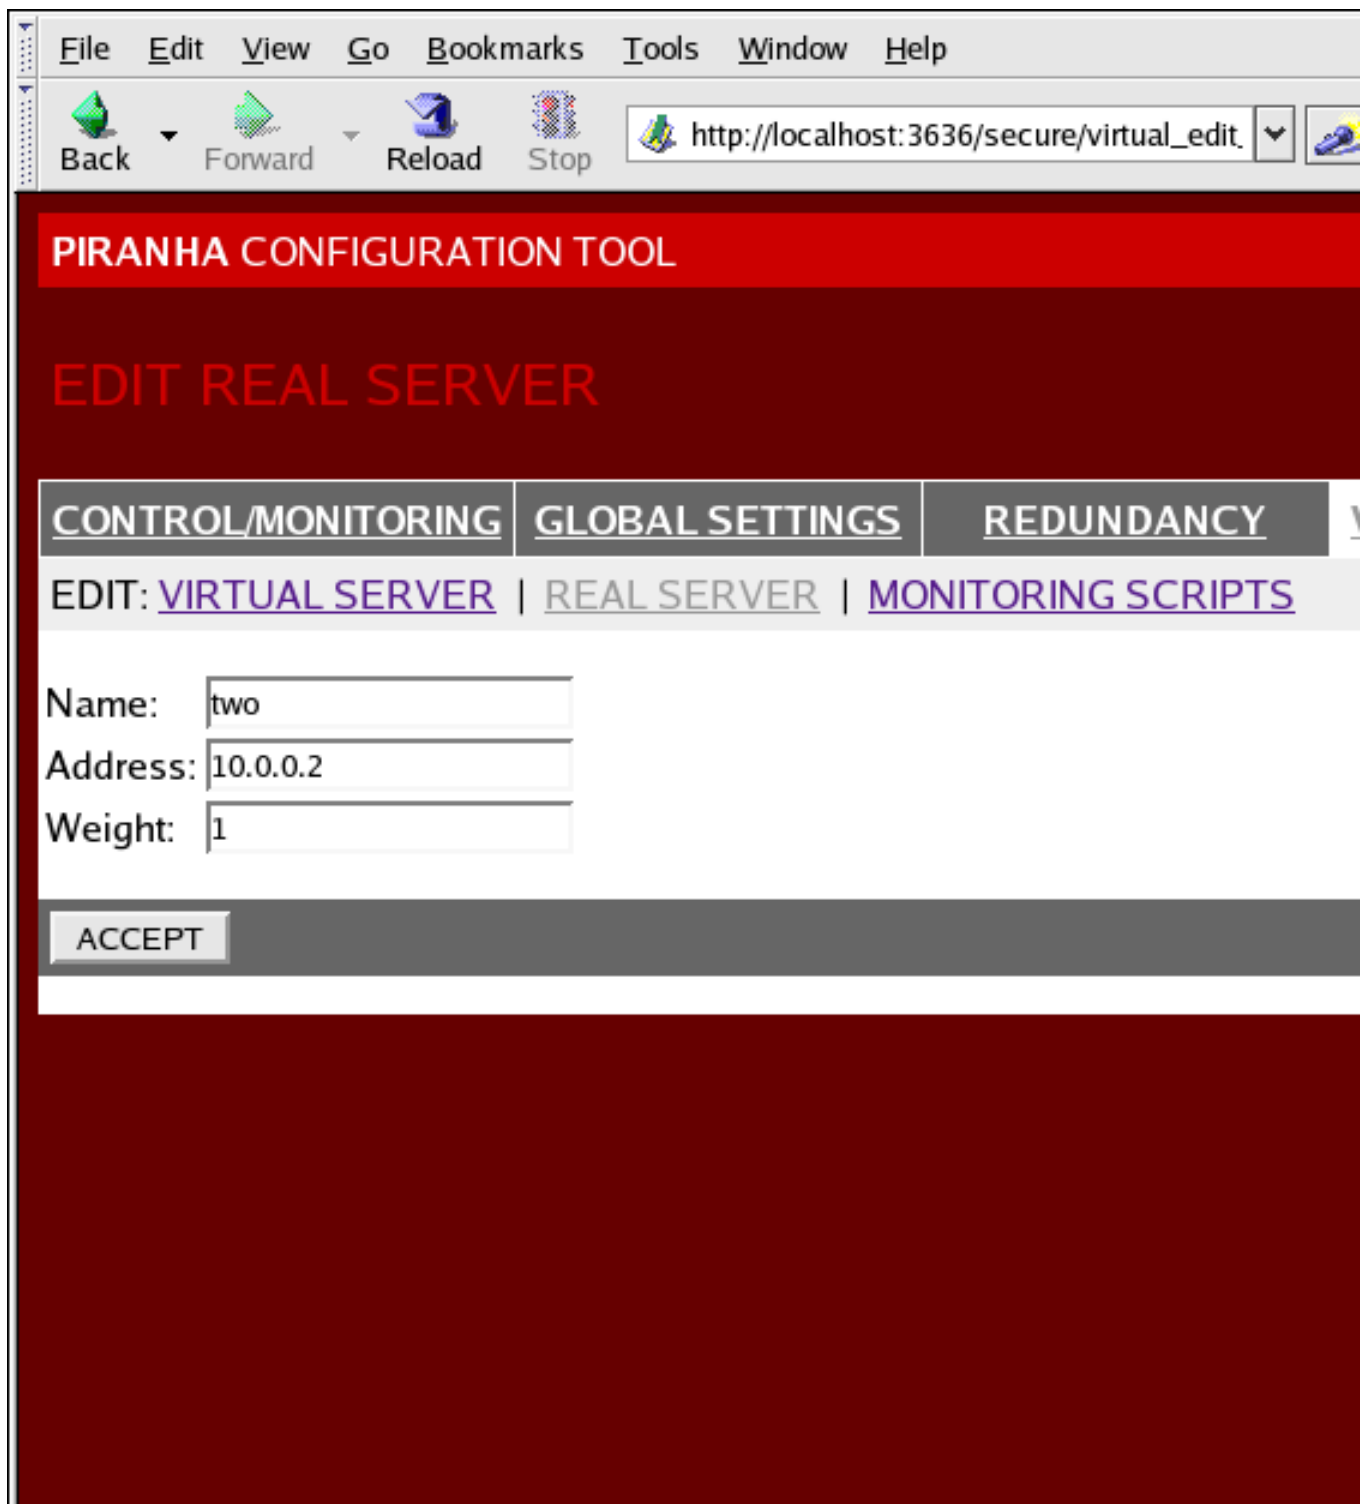 File Edit View Go Bookmarks Tools Window Help
Back Forward Reload Stop http://localhost:3636/secure/virtual_edit_
PIRANHA CONFIGURATION TOOL
EDIT REAL SERVER
CONTROL/MONITORING GLOBAL SETTINGS REDUNDANCY
EDIT: VIRTUAL SERVER | REAL SERVER | MONITORING SCRIPTS
Name: two
Address: 10.0.0.2
Weight: 1
ACCEPT